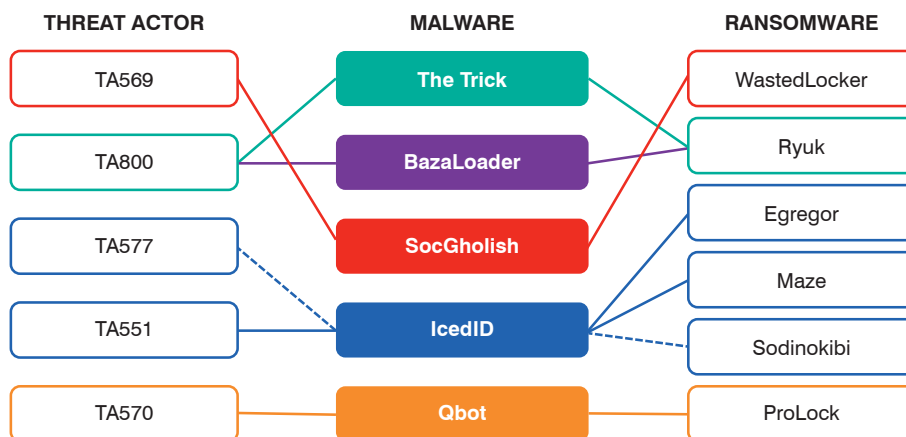 THREAT ACTOR MALWARE RANSOMWARE
TA569 The Trick WastedLocker
TA800 BazaLoader Ryuk
TA577 SocGholish Egregor
TA551 IcedID Maze
Sodinokibi
TA570 Qbot ProLock